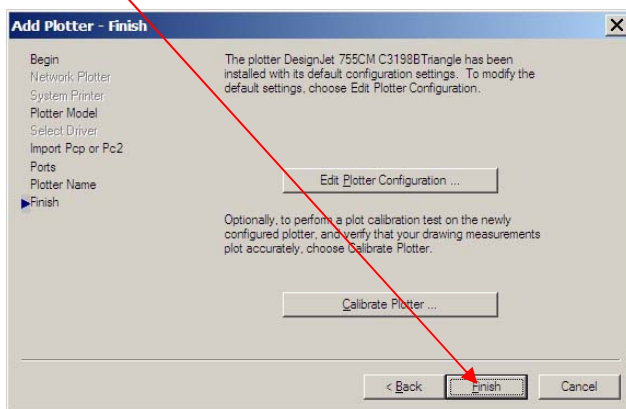 Add Plotter - Finish
Begin
Network Plotter
System Printer
Plotter Model
Select Driver
Import Pcp or Pc2
Ports
Plotter Name
Finish
The plotter DesignJet 755CM C3198BTriangle has been
installed with its default configuration settings. To modify the
default settings, choose Edit Plotter Configuration.
Edit Plotter Configuration ...
Optionally, to perform a plot calibration test on the newly
configured plotter, and verify that your drawing measurements
plot accurately, choose Calibrate Plotter.
Calibrate Plotter ...
< Back
Finish
Cancel